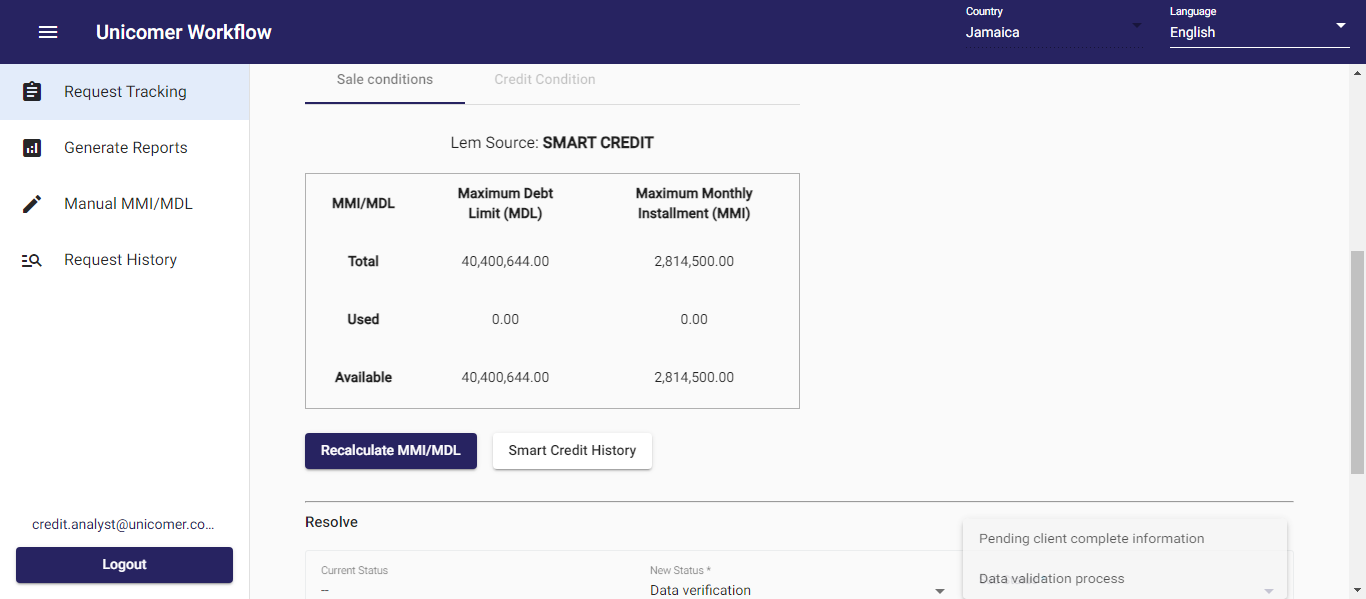 Unicomer Workflow
Country
Jamaica
Language
English
Request Tracking
Generate Reports
Manual MMI/MDL
Request History
credit.analyst@unicomer.co...
Logout
Sale conditions
Credit Condition
Lem Source: SMART CREDIT
MMI/MDL
Maximum Debt
Limit (MDL)
Maximum Monthly
Installment (MMI)
Total
40,400,644.00
2,814,500.00
Used
0.00
0.00
Available
40,400,644.00
2,814,500.00
Recalculate MMI/MDL
Smart Credit History
Resolve
Current Status
--
New Status *
Data verification
Pending client complete information
Data validation process